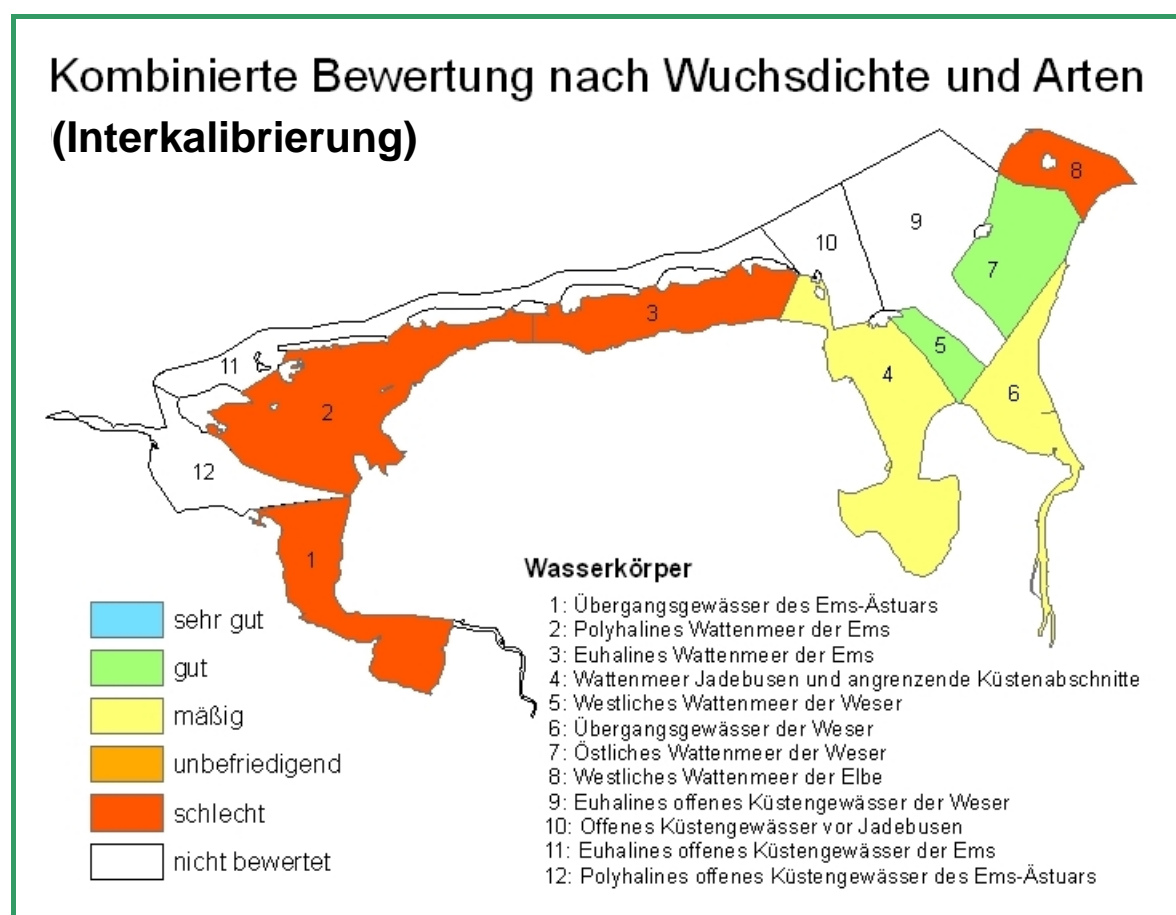 Kombinierte Bewertung nach Wuchsdichte und Arten
(Interkalibrierung)
8
9
10
7
3
5
11
4
6
2
12
1
sehr gut
gut
mäßig
unbefriedigend
schlecht
nicht bewertet
Wasserkörper
1: Übergangsgewässer des Ems-Ästuars
2: Polyhalines Wattenmeer der Ems
3: Euhalines Wattenmeer der Ems
4: Wattenmeer Jadebusen und angrenzende Küstenabschnitte
5: Westliches Wattenmeer der Weser
6: Übergangsgewässer der Weser
7: Östliches Wattenmeer der Weser
8: Westliches Wattenmeer der Elbe
9: Euhalines offenes Küstengewässer der Weser
10: Offenes Küstengewässer vor Jadebusen
11: Euhalines offenes Küstengewässer der Ems
12: Polyhalines offenes Küstengewässer des Ems-Ästuars